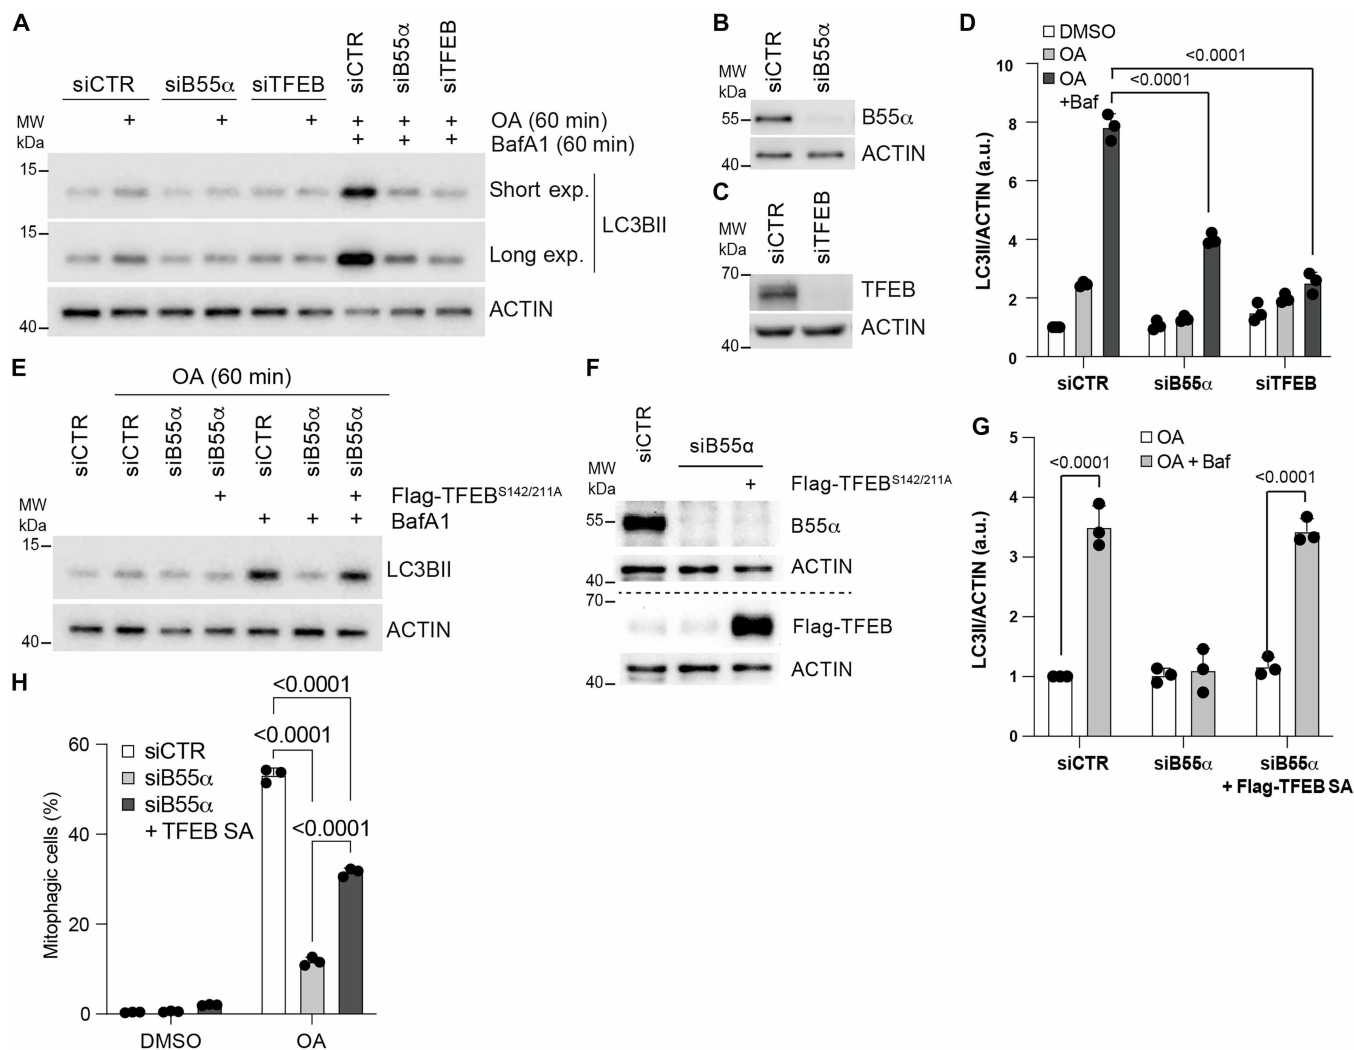 A
siCTR siB55α siTFEB siCTR siB55α siTFEB
MW + + + + + + OA (60 min)
kDa + + + BafA1 (60 min)
15
Short exp.
LC3BII
15
Long exp.
40
ACTIN
B
MW siCTR siB55α
kDa
55 B55α
ACTIN
40
C
MW siCTR siTFEB
kDa
70
TFEB
ACTIN
40
D
DMSO
OA
OA
+Baf
<0.0001
<0.0001
LC3II/ACTIN (a.u.)
10
8
6
4
2
0
siCTR siB55α siTFEB
E
OA (60 min)
siCTR siCTR siB55α siB55α siCTR siB55α siB55α
+ + Flag-TFEBS142/211A
MW
kDa + + + BafA1
15
LC3BII
ACTIN
40
F
siCTR siB55α
MW
kDa + Flag-TFEBS142/211A
55 B55α
ACTIN
40
70
Flag-TFEB
ACTIN
40
G
OA
OA + Baf
<0.0001
<0.0001
LC3II/ACTIN (a.u.)
5
4
3
2
1
0
siCTR siB55α siB55α
+ Flag-TFEB SA
H
<0.0001
<0.0001
<0.0001
siCTR
siB55α
siB55α
+ TFEB SA
Mitophagic cells (%)
60
40
20
0
DMSO OA